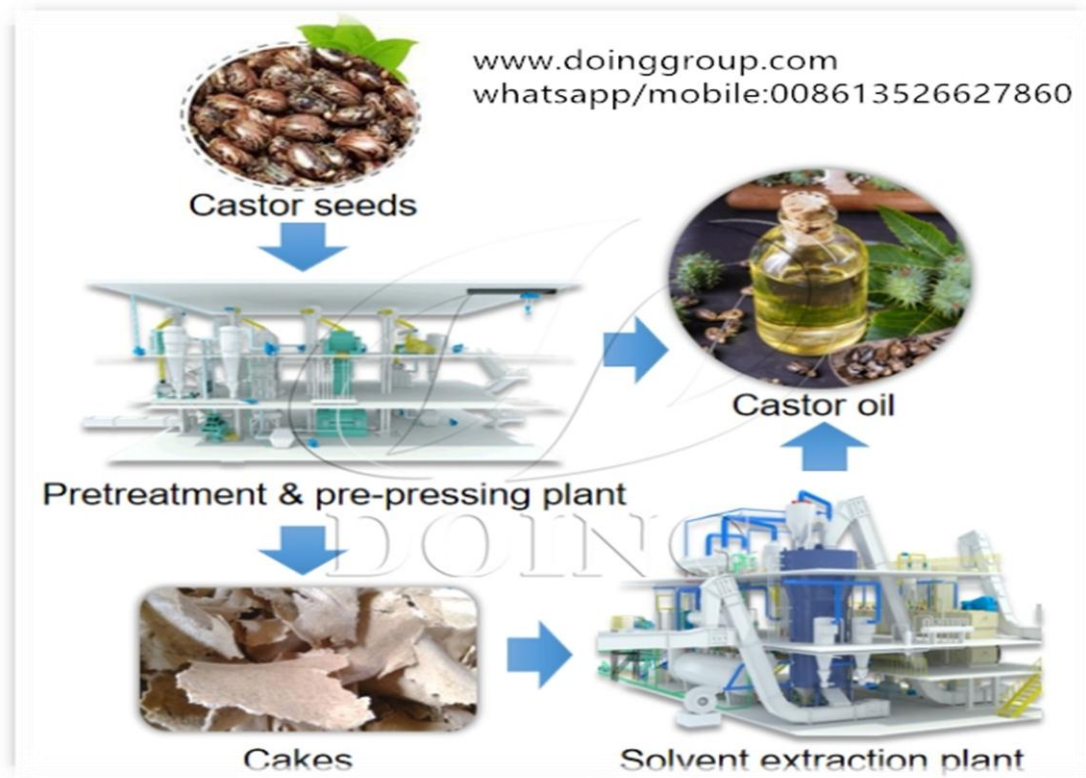 www.doinggroup.com
whatsapp/mobile:008613526627860
Castor seeds
Castor oil
Pretreatment & pre-pressing plant
DOING
Cakes
Solvent extraction plant